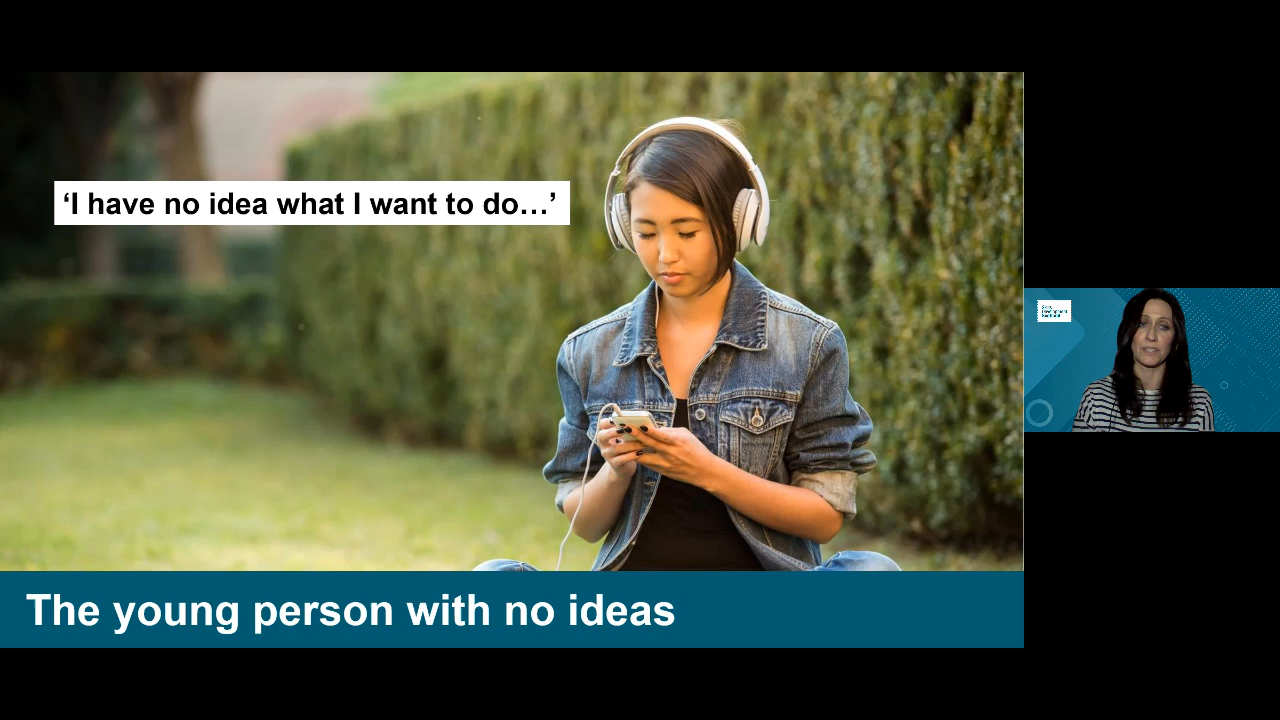 ‘I have no idea what I want to do…’
The young person with no ideas